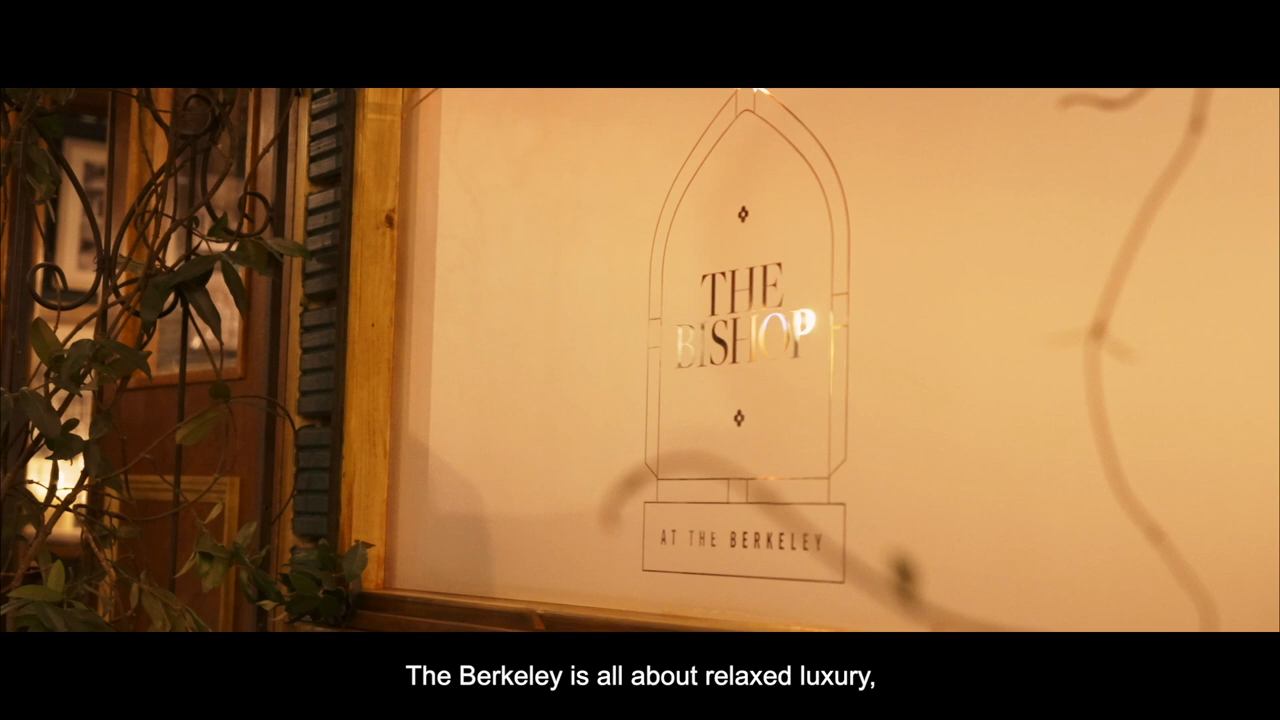 THE
BISHOP
AT THE BERKELEY
The Berkeley is all about relaxed luxury,